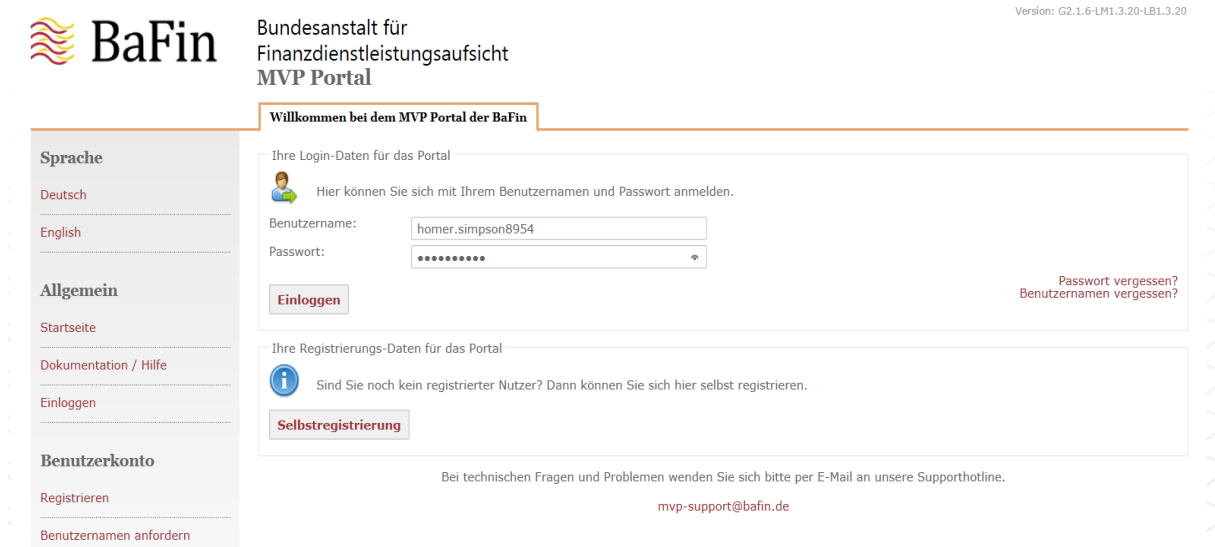 Version: G2.1.6-LM1.3.20-LB1.3.20
BaFin
Bundesanstalt für
Finanzdienstleistungsaufsicht
MVP Portal
Willkommen bei dem MVP Portal der BaFin
Sprache
Deutsch
English
Allgemein
Startseite
Dokumentation / Hilfe
Einloggen
Benutzerkonto
Registrieren
Benutzernamen anfordern
Ihre Login-Daten für das Portal
Hier können Sie sich mit Ihrem Benutzernamen und Passwort anmelden.
Benutzername:
homer.simpson8954
Passwort:
••••••••••
Passwort vergessen?
Benutzernamen vergessen?
Einloggen
Ihre Registrierungs-Daten für das Portal
Sind Sie noch kein registrierter Nutzer? Dann können Sie sich hier selbst registrieren.
Selbstregistrierung
Bei technischen Fragen und Problemen wenden Sie sich bitte per E-Mail an unsere Supporthotline.
mvp-support@bafin.de